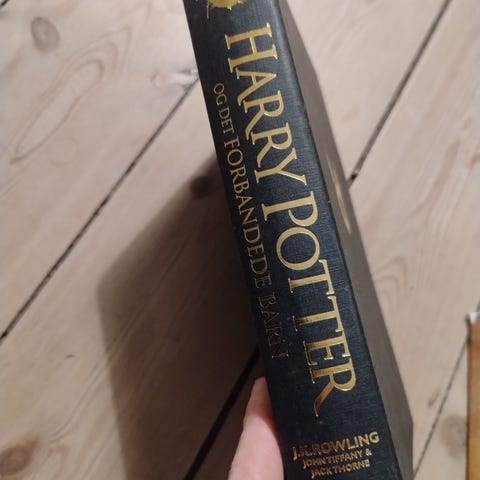 HARRY POTTER
OG DET FORBANDEDE BARN
J.K. ROWLING
JOHN TIFFANY &
JACK THORNE